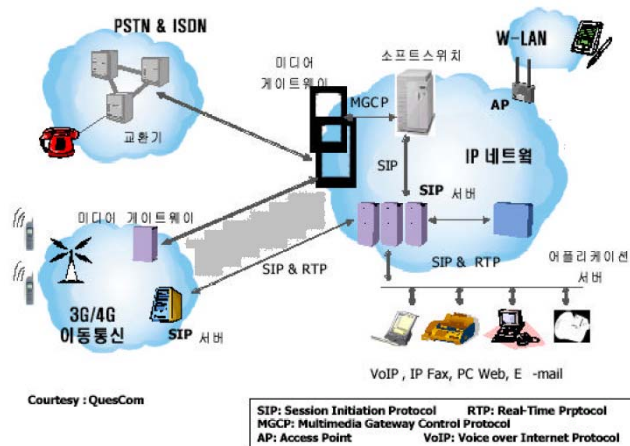 PSTN & ISDN
교환기
미디어
게이트웨이
소프트스위치
MGCP
W-LAN
AP
IP 네트웍
SIP
SIP 서버
미디어 게이트웨이
SIP & RTP
SIP & RTP
어플리케이션
서버
3G/4G
이동통신
SIP 서버
VoIP , IP Fax, PC Web, E -mail
Courtesy : QuesCom
SIP: Session Initiation Protocol RTP: Real-Time Prptocol
MGCP: Multimedia Gateway Control Protocol
AP: Access Point VoIP: Voice over Internet Protocol